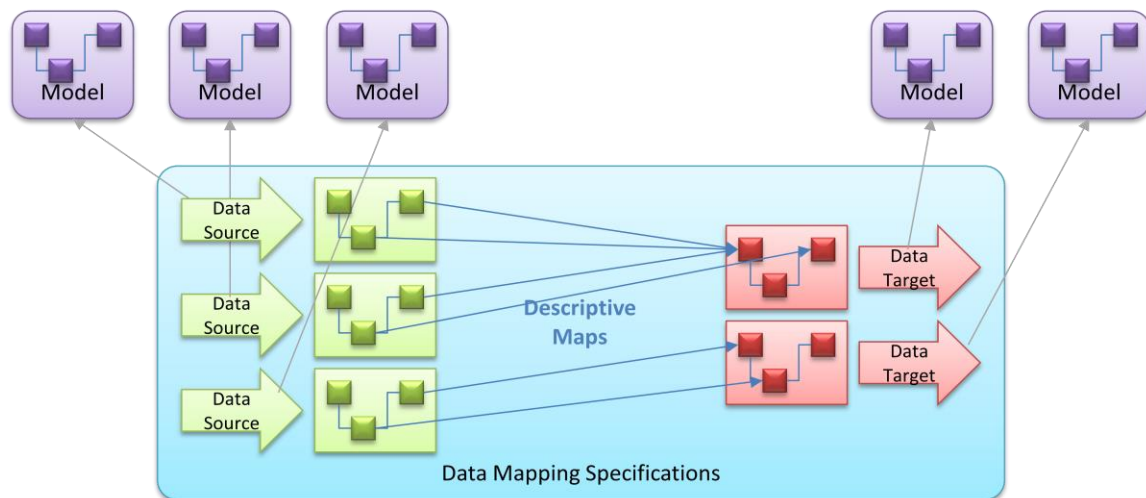 Model
Model
Model
Model
Model
Data
Source
Data
Source
Data
Source
Descriptive
Maps
Data
Target
Data
Target
Data Mapping Specifications